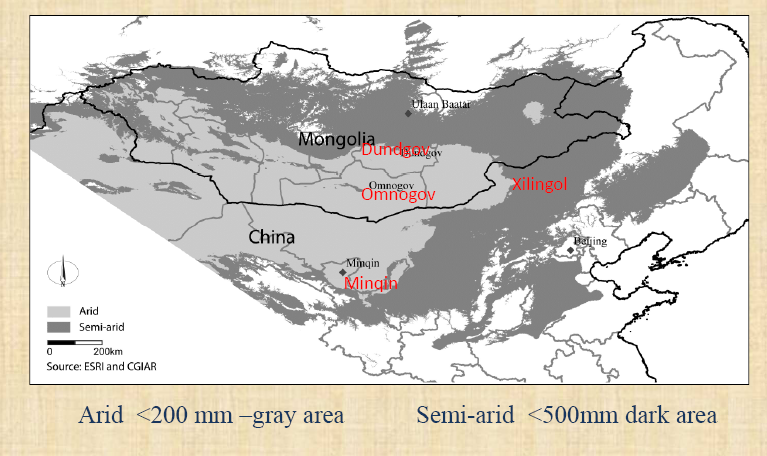 Ulaan Baatai
Mongolia
Dundgov
Dundgov
Omnogov
Omnogov
Xilingol
China
Beijing
Minqin
Minqin
N
Arid
Semi-arid
0 200km
Source: ESRI and CGIAR
Arid <200 mm –gray area
Semi-arid <500mm dark area